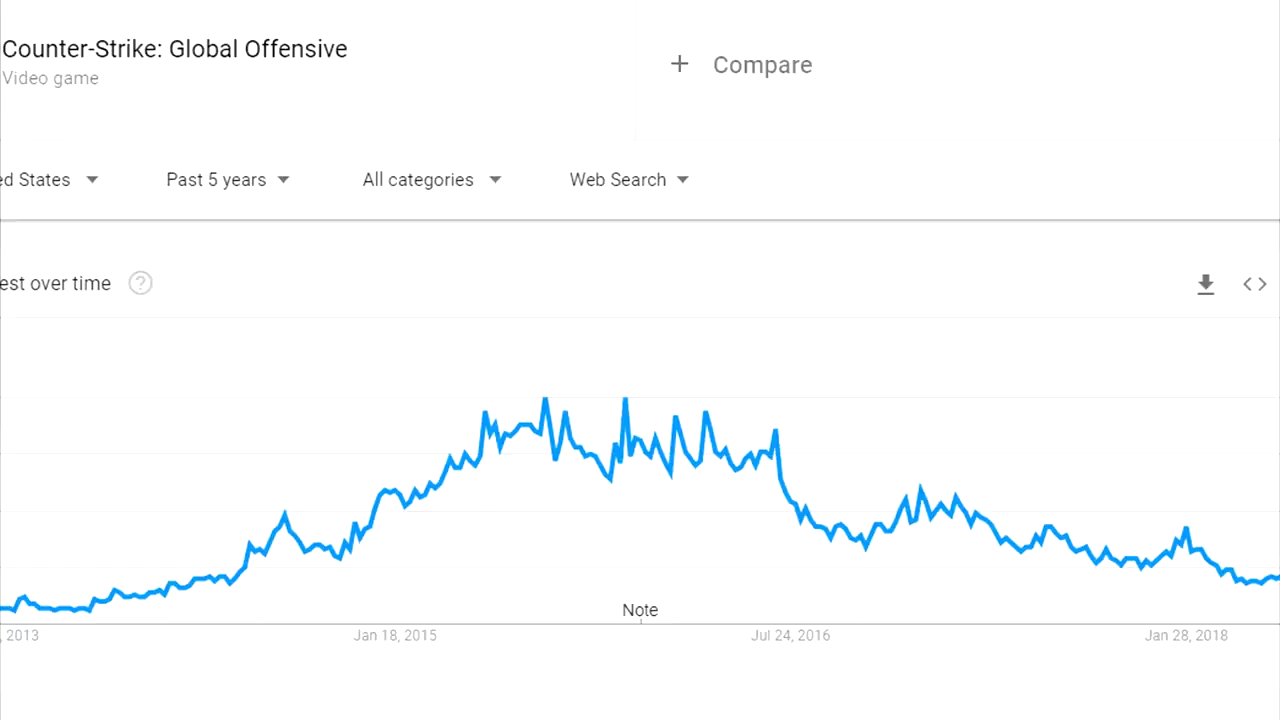 Counter-Strike: Global Offensive
Video game
+ Compare
ed States Past 5 years All categories Web Search
est over time ?
Note
, 2013 Jan 18, 2015 Jul 24, 2016 Jan 28, 2018